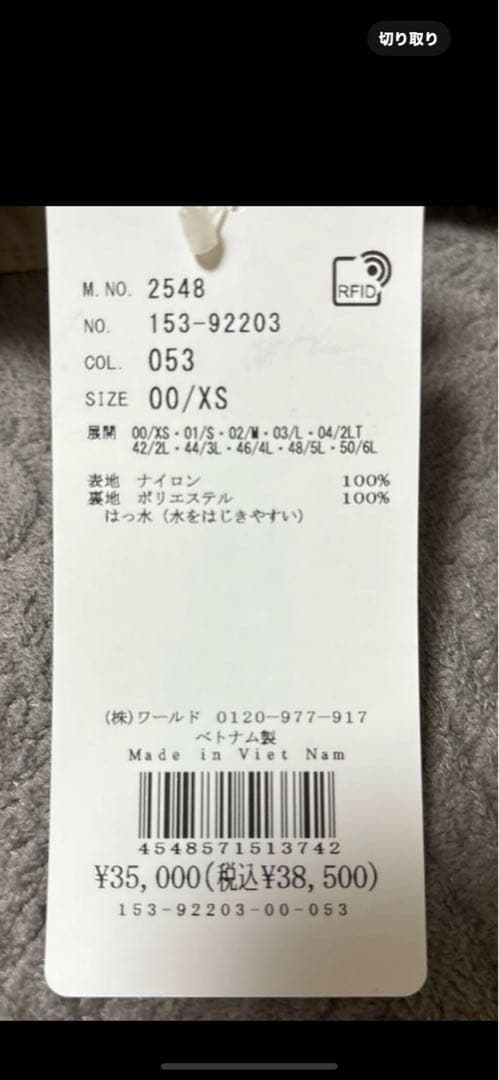 切り取り
RFID
M.NO. 2548
NO. 153-92203
COL. 053
SIZE 00/XS
展開 00/XS・01/S・02/M・03/L・04/2LT
42/2L・44/3L・46/4L・48/5L・50/6L
表地 ナイロン 100%
裏地 ポリエステル 100%
はっ水（水をはじきやすい）
(株)ワールド 0120-977-917
ベトナム製
Made in Viet Nam
4548571513742
¥35,000(税込¥38,500)
153-92203-00-053